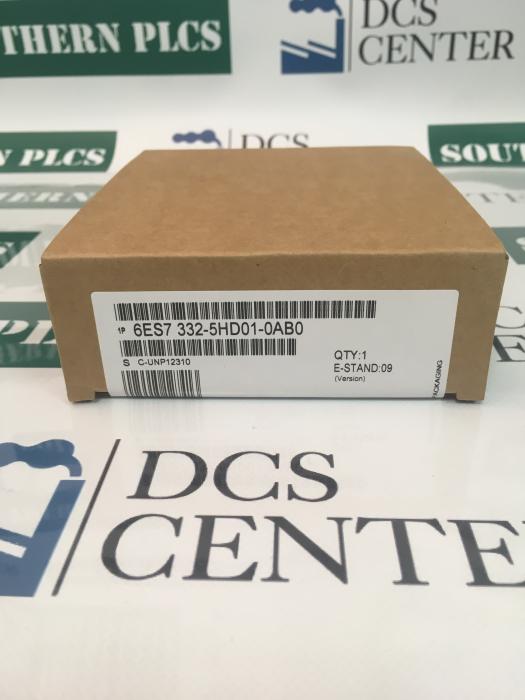 THERN PLCS
DCS
CENTER
N PLCS
DCS
SOUT
1P 6ES7 332-5HD01-0AB0
S C-UNP12310
QTY:1
E-STAND:09
(Version)
PACKAGING
DCS
CENTE